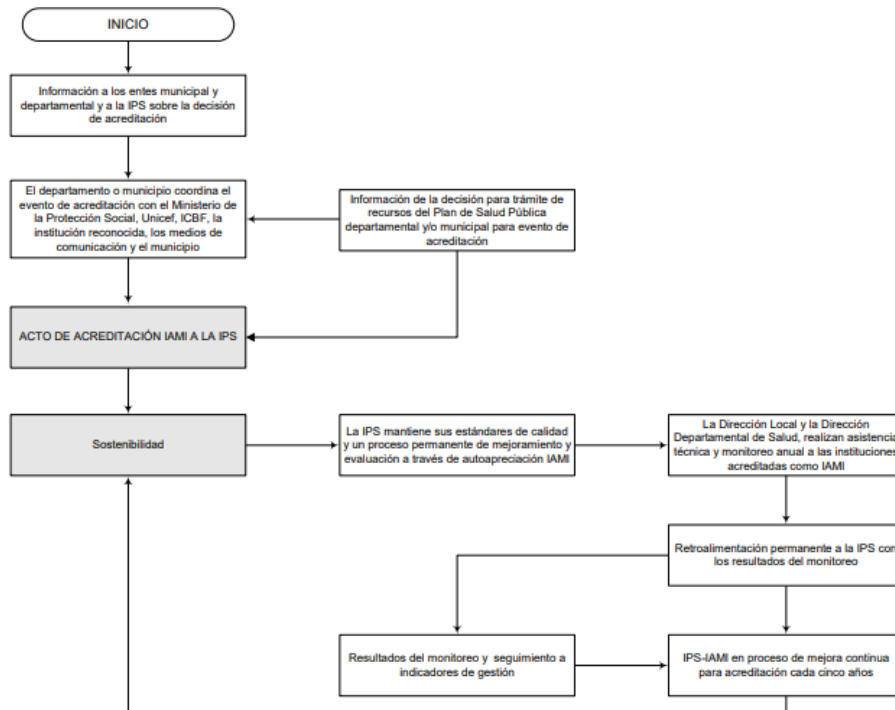 INICIO
Información a los entes municipal y
departamental y a la IPS sobre la decisión
de acreditación
El departamento o municipio coordina el
evento de acreditación con el Ministerio de
la Protección Social, Unicef, ICBF, la
institución reconocida, los medios de
comunicación y el municipio
Información de la decisión para trámite de
recursos del Plan de Salud Pública
departamental y/o municipal para evento de
acreditación
ACTO DE ACREDITACIÓN IAMI A LA IPS
Sostenibilidad
La IPS mantiene sus estándares de calidad
y un proceso permanente de mejoramiento y
evaluación a través de autoapreciación IAMI
La Dirección Local y la Dirección
Departamental de Salud, realizan asistencia
técnica y monitoreo anual a las instituciones
acreditadas como IAMI
Retroalimentación permanente a la IPS con
los resultados del monitoreo
Resultados del monitoreo y seguimiento a
indicadores de gestión
IPS-IAMI en proceso de mejora continua
para acreditación cada cinco años